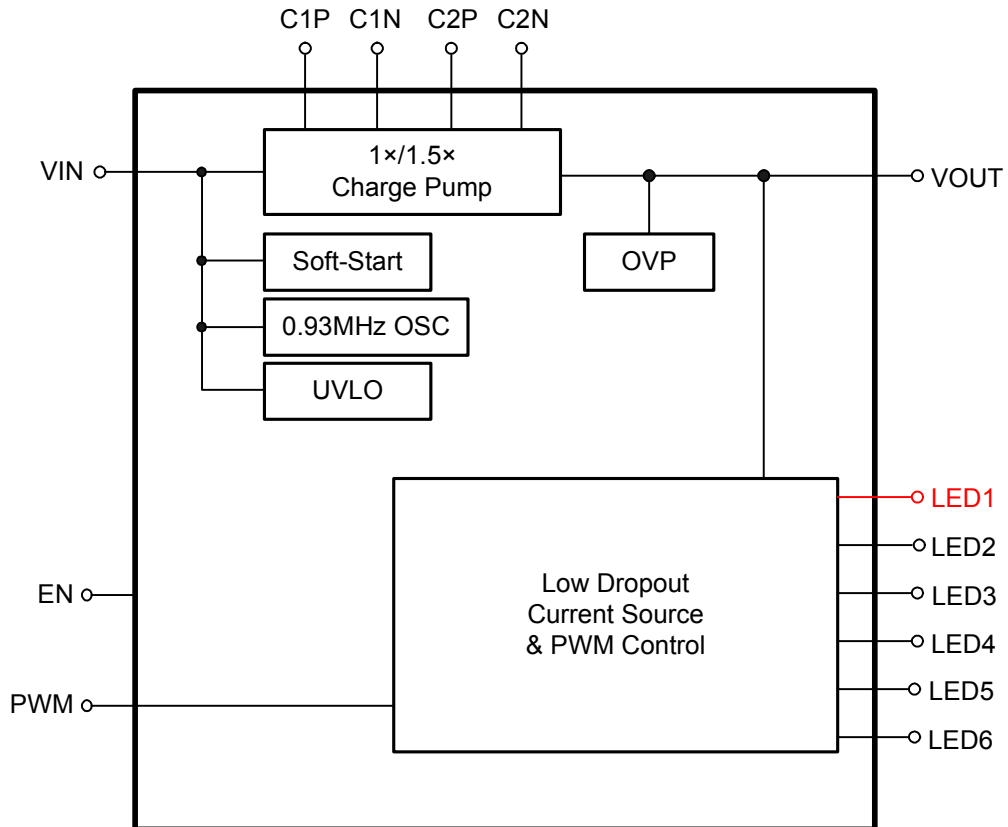 C1P C1N C2P C2N
VIN
1×/1.5×
Charge Pump
VOUT
Soft-Start
OVP
0.93MHz OSC
UVLO
LED1
LED2
Low Dropout
Current Source
& PWM Control
EN
LED3
LED4
LED5
PWM
LED6